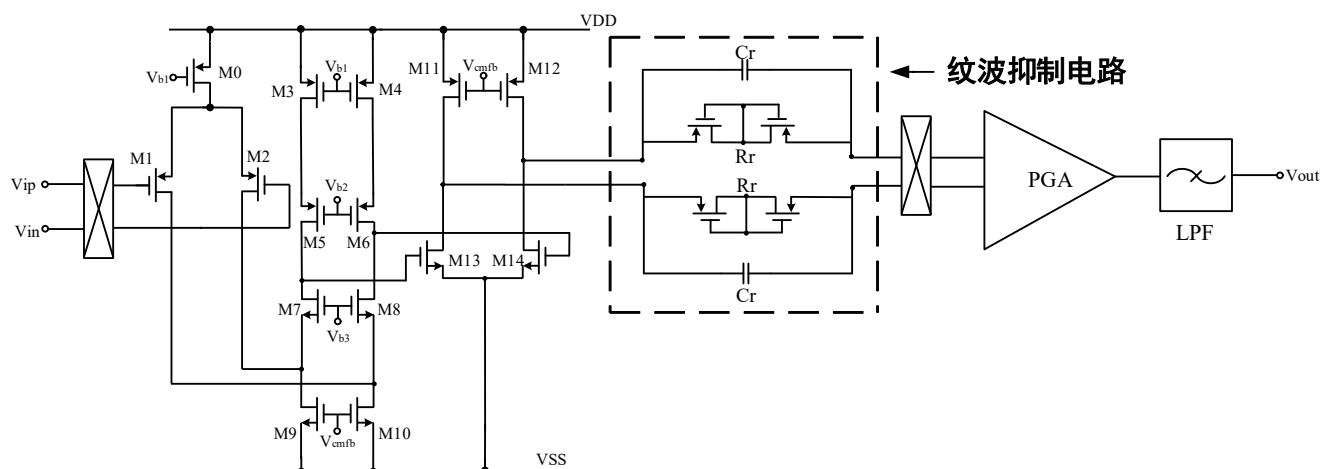 VDD
M0
Vb1
M3
Vb1
M4
M11
Vcmfb
M12
Cr
纹波抑制电路
Rr
M1
M2
Vip
Vin
Vb2
M5
M6
Rr
PGA
Vout
LPF
M13
M14
Cr
M7
M8
Vb3
M9
Vcmfb
M10
VSS